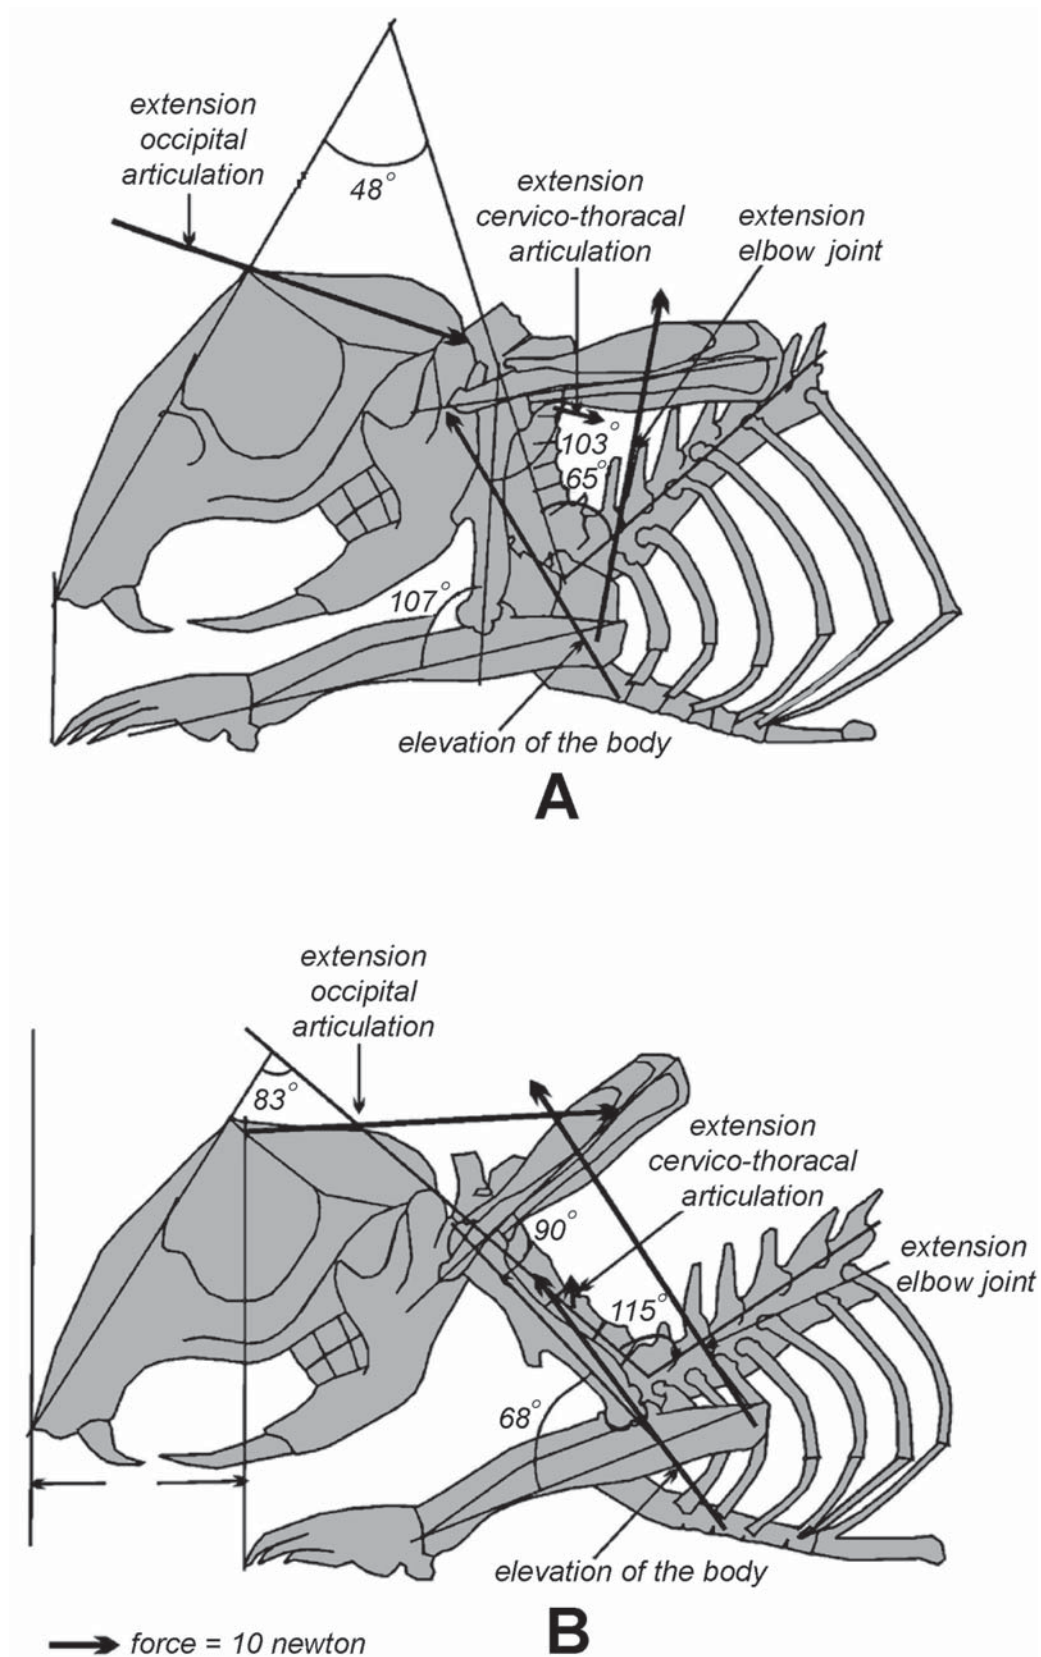 extension
occipital
articulation
48°
extension
cervico-thoracal
articulation
extension
elbow joint
103°
65°
107°
elevation of the body
A
extension
occipital
articulation
83°
extension
cervico-thoracal
articulation
90°
extension
elbow joint
115°
68°
elevation of the body
force = 10 newton
B